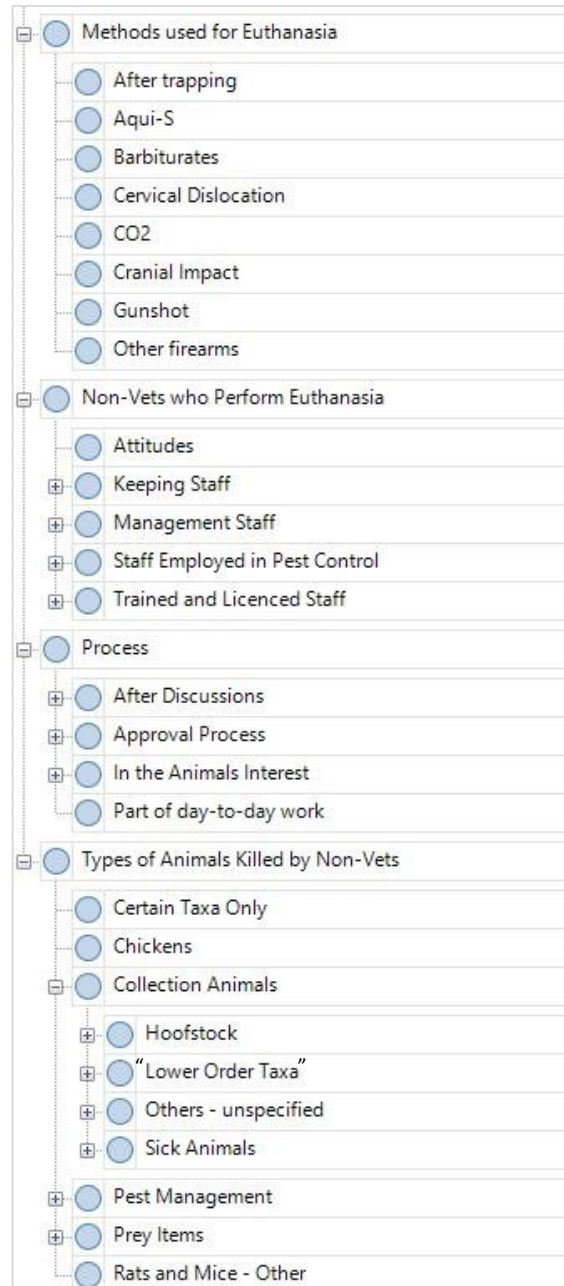 Methods used for Euthanasia
After trapping
Aqui-S
Barbiturates
Cervical Dislocation
CO2
Cranial Impact
Gunshot
Other firearms
Non-Vets who Perform Euthanasia
Attitudes
Keeping Staff
Management Staff
Staff Employed in Pest Control
Trained and Licenced Staff
Process
After Discussions
Approval Process
In the Animals Interest
Part of day-to-day work
Types of Animals Killed by Non-Vets
Certain Taxa Only
Chickens
Collection Animals
Hoofstock
“Lower Order Taxa”
Others - unspecified
Sick Animals
Pest Management
Prey Items
Rats and Mice - Other